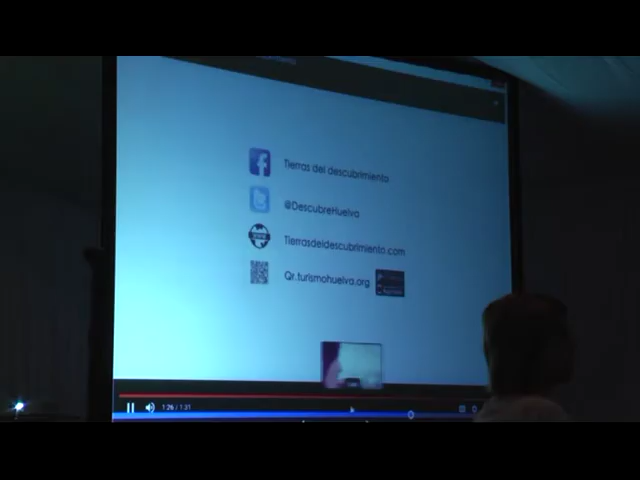 Tierras del descubrimiento
@DescubreHuelva
Tierrasdeldescubrimiento.com
Qr.turismohuelva.org
1:26 / 1:31